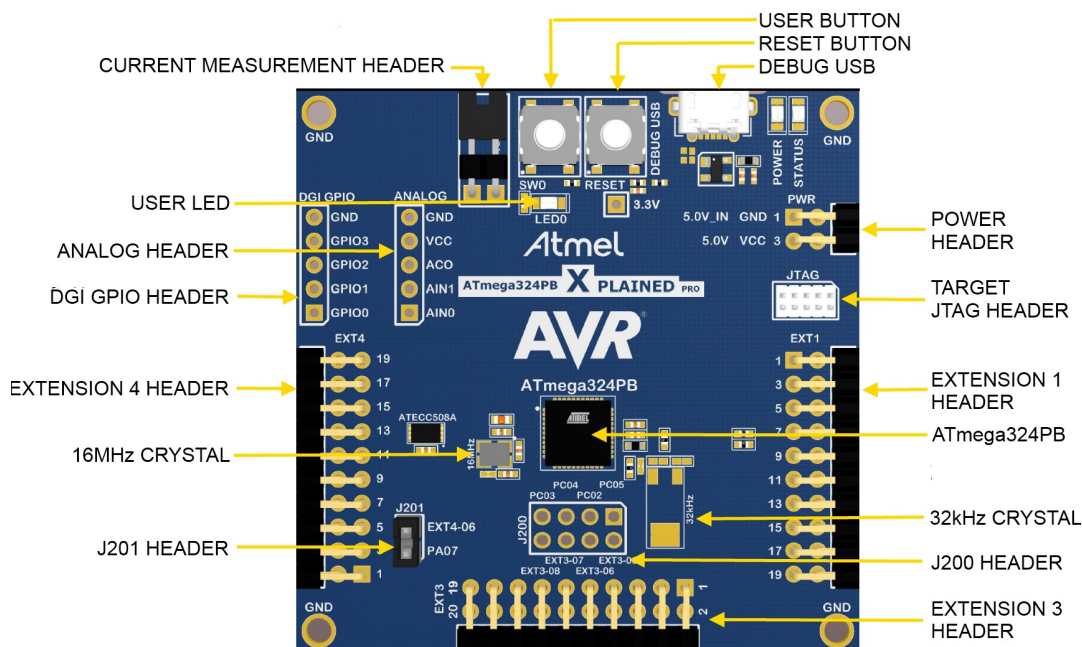 USER BUTTON
RESET BUTTON
DEBUG USB
CURRENT MEASUREMENT HEADER
GND
GND
DEBUG USB
POWER
STATUS
SW0
RESET
3.3V
LED0
USER LED
DGI GPIO
GND
GPIO3
GPIO2
GPIO1
GPIO0
ANALOG
GND
VCC
ACO
AIN1
AIN0
PWR
5.0V_IN GND 1
5.0V VCC 3
POWER
HEADER
ANALOG HEADER
DGI GPIO HEADER
Atmel
ATmega324PB X PLAINED PRO
AVR®
JTAG
TARGET
JTAG HEADER
EXT4
19
17
15
13
11
9
7
5
1
EXTENSION 4 HEADER
EXT1
1
3
5
7
9
11
13
15
17
19
EXTENSION 1
HEADER
ATmega324PB
ATMEL
ATmega324PB
ATECC508A
16MHz
16MHz CRYSTAL
32kHz
32kHz CRYSTAL
PC04 PC05
PC03 PC02
J200
EXT3-07
EXT3-08 EXT3-06
J200 HEADER
J201
EXT4-06
PA07
J201 HEADER
EXT3
19
20
1
2
EXTENSION 3
HEADER
GND
GND